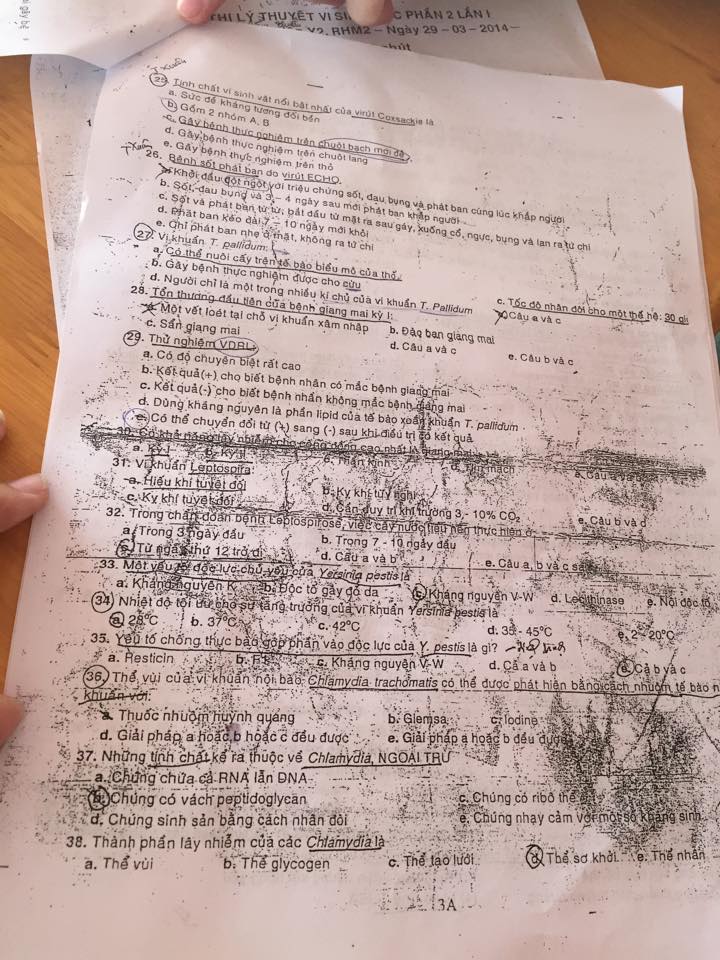 THI LÝ THUYẾT VI SIN
C PHẦN 2 LẦN I
Y2, RHM2 – Ngày 29 – 03 – 2014
25. Tính chất vi sinh vật nổi bật nhất của virút Coxsackie là
a. Sức đề kháng tương đối bền
b. Gồm 2 nhóm A, B
c. Gây bệnh thực nghiệm trên chuột bạch mới đẻ
d. Gây bệnh thực nghiệm trên chuột lang
e. Gây bệnh thực nghiệm trên thỏ
26. Bệnh sốt phát ban do virút ECHO.
a. Khởi đầu đột ngột với triệu chứng sốt, đau bụng và phát ban cùng lúc khắp người
b. Sốt, đau bụng và 3 – 4 ngày sau mới phát ban khắp người
c. Sốt và phát ban từ từ, bắt đầu từ mặt ra sau gáy, xuống cổ, ngực, bụng và lan ra tứ chi
d. Phát ban kéo dài 7 – 10 ngày mới khỏi
e. Chỉ phát ban nhẹ ở mặt, không ra tứ chi
27. Vi khuẩn T. pallidum:
a. Có thể nuôi cấy trên tế bào biểu mô của thỏ.
b. Gây bệnh thực nghiệm được cho cừu
c. Tốc độ nhân đôi cho một thế hệ: 30 giờ
d. Người chỉ là một trong nhiều kí chủ của vi khuẩn T. Pallidum
Câu a và c
28. Tổn thương đầu tiên của bệnh giang mai kỳ I:
a. Một vết loét tại chỗ vi khuẩn xâm nhập b. Đào ban giang mai
c. Sẩn giang mai d. Câu a và c e. Câu b và c
29. Thử nghiệm VDRL:
a. Có độ chuyên biệt rất cao
b. Kết quả(+) cho biết bệnh nhân có mắc bệnh giang mai
c. Kết quả(-) cho biết bệnh nhân không mắc bệnh giang mai
d. Dùng kháng nguyên là phần lipid của tế bào xoắn khuẩn T. pallidum
e. Có thể chuyển đổi từ (+) sang (-) sau khi điều trị có kết quả
30. Có khả năng lây nhiễm cho cộng đồng cao nhất là giang mai
a. Kỳ I b. Kỳ II c. Thần kinh
31. Vi khuẩn Leptospira:
a. Hiếu khí tuyệt đối b. Kỵ khí tùy nghi
c. Kỵ khí tuyệt đối d. Cần duy trì khí trường 3 - 10% CO₂ e. Câu b và d
32. Trong chẩn đoán bệnh Leptospirose, việc cấy nước tiểu nên thực hiện ở
a. Trong 3 ngày đầu b. Trong 7 - 10 ngày đầu
c. Từ ngày thứ 12 trở đi d. Câu a và b e. Câu a, b và c
33. Một yếu tố độc lực chủ yếu của Yersinia pestis là
a. Kháng nguyên K b. Độc tố gây đỏ da c. Kháng nguyên V-W d. Lecithinase e. Nội độc tố
34. Nhiệt độ tối ưu cho sự tăng trưởng của vi khuẩn Yersinia pestis là
a. 28°C b. 37°C c. 42°C d. 35 - 45°C e. 2 - 20°C
35. Yếu tố chống thực bào góp phần vào độc lực của Y. pestis là gì?
a. Pesticin c. Kháng nguyên V-W d. Cả a và b e. Cả b và c
36. Thể vùi của vi khuẩn nội bào Chlamydia trachomatis có thể được phát hiện bằng cách nhuộm tế bào n
khuẩn với:
a. Thuốc nhuộm huỳnh quang b. Giemsa c. Iodine
d. Giải pháp a hoặc b hoặc c đều được e. Giải pháp a hoặc b đều được
37. Những tính chất kể ra thuộc về Chlamydia, NGOẠI TRỪ
a. Chúng chứa cả RNA lẫn DNA
b. Chúng có vách peptidoglycan c. Chúng có ribô thể
d. Chúng sinh sản bằng cách nhân đôi e. Chúng nhạy cảm với một số kháng sinh
38. Thành phần lây nhiễm của các Chlamydia là
a. Thể vùi b. Thể glycogen c. Thể tạo lưới d. Thể sơ khởi e. Thể nhân
3A